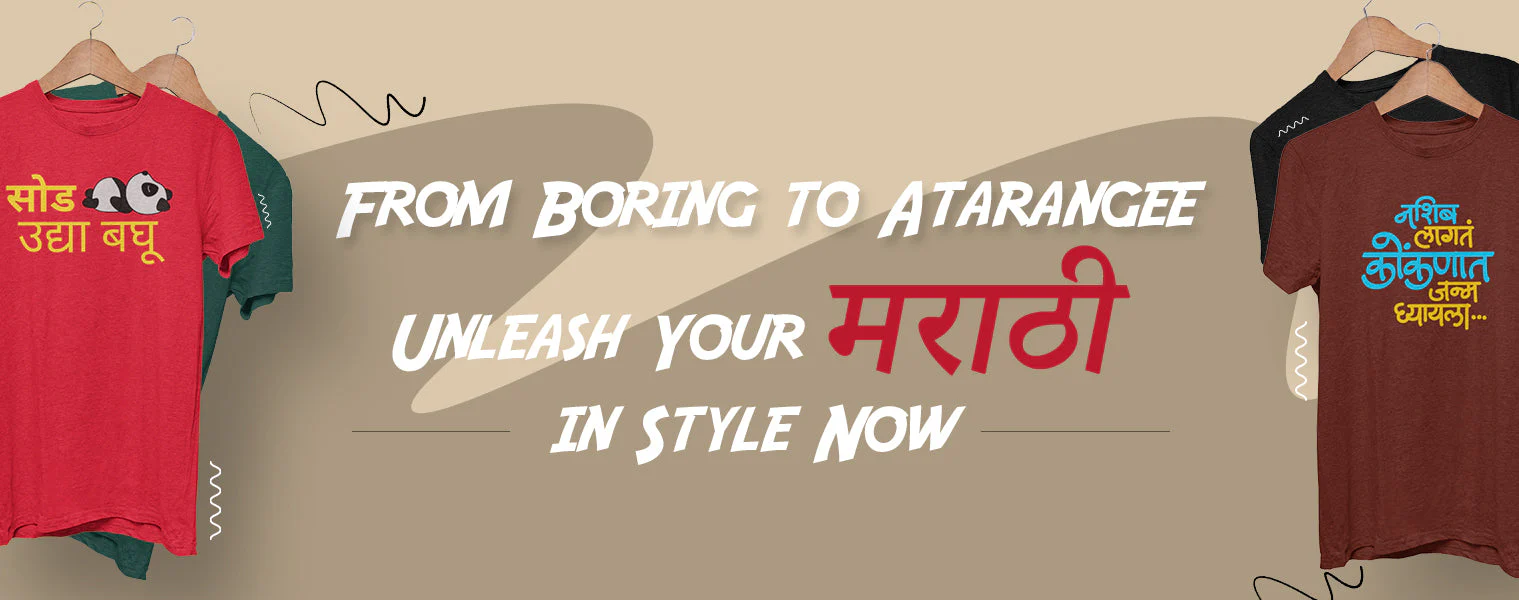 सोड
उद्या बघू
From Boring to Atarangee
Unleash Your मराठी
in Style Now
नशिब
लागतं
कोंकणात
जन्म
घ्यायला...